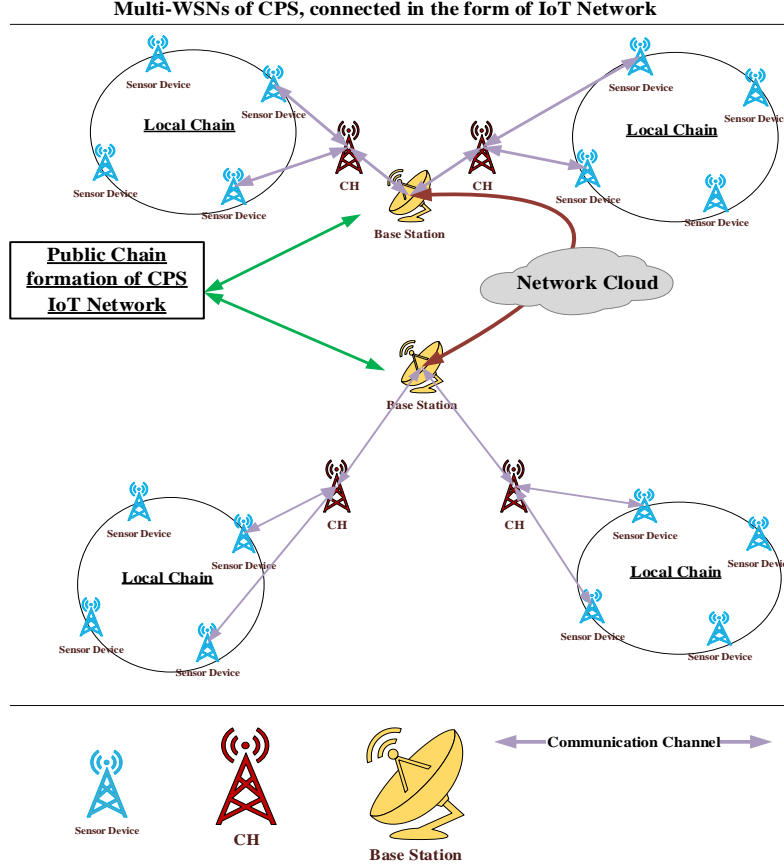 Multi-WSNs of CPS, connected in the form of IoT Network
Sensor Device
Sensor Device
Local Chain
Sensor Device
Sensor Device
CH
CH
Sensor Device
Sensor Device
Local Chain
Sensor Device
Sensor Device
Base Station
Public Chain
formation of CPS
IoT Network
Network Cloud
Base Station
Sensor Device
Sensor Device
Local Chain
Sensor Device
Sensor Device
CH
CH
Sensor Device
Sensor Device
Local Chain
Sensor Device
Sensor Device
Communication Channel
Sensor Device
CH
Base Station